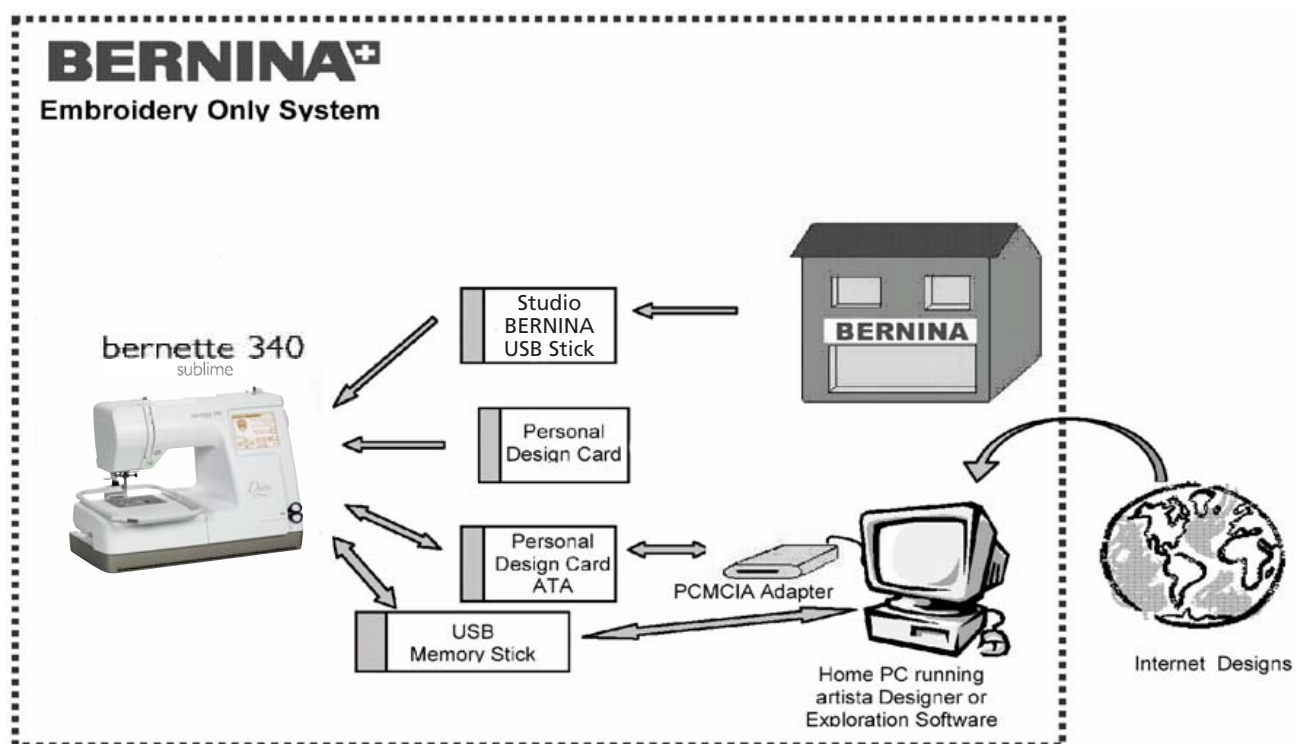 BERNINA
Embroidery Only System
Studio
BERNINA
USB Stick
BERNINA
bernette 340
sublime
Personal
Design Card
Personal
Design Card
ATA
PCMCIA Adapter
USB
Memory Stick
Home PC running
artista Designer or
Exploration Software
Internet Designs